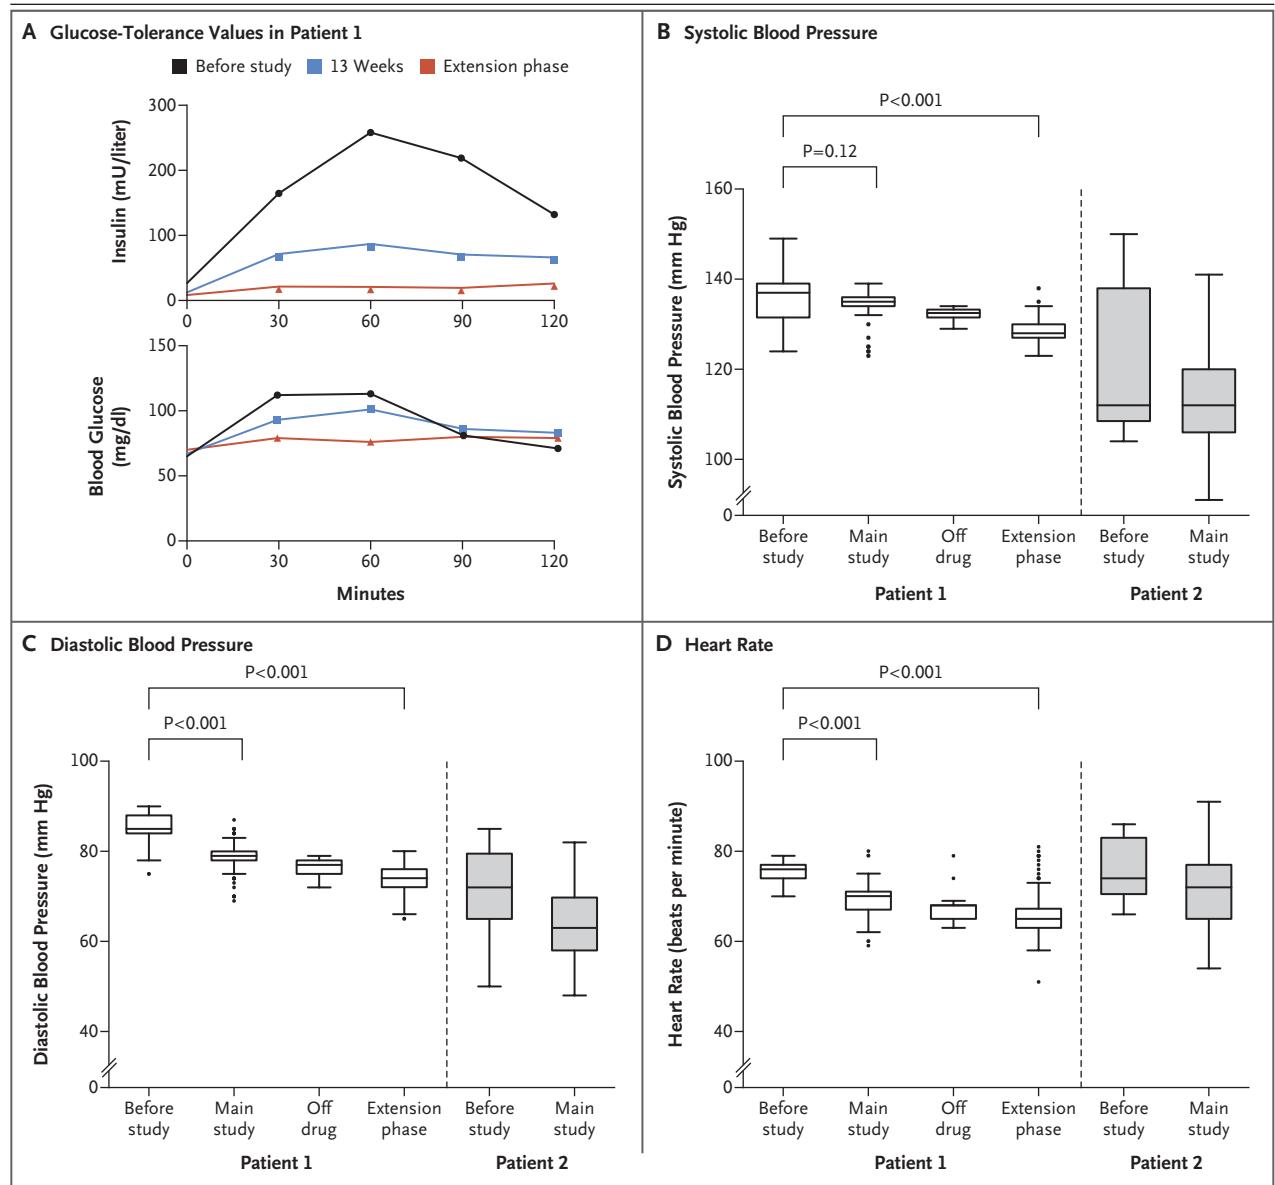 A Glucose-Tolerance Values in Patient 1
Before study 13 Weeks Extension phase
Insulin (mU/liter)
300
200
100
0
0 30 60 90 120
Blood Glucose
(mg/dl)
150
100
50
0
0 30 60 90 120
Minutes
B Systolic Blood Pressure
P<0.001
P=0.12
Systolic Blood Pressure (mm Hg)
160
140
120
100
0
Before study
Main study
Off drug
Extension phase
Before study
Main study
Patient 1
Patient 2
C Diastolic Blood Pressure
P<0.001
P<0.001
Diastolic Blood Pressure (mm Hg)
100
80
60
40
0
Before study
Main study
Off drug
Extension phase
Before study
Main study
Patient 1
Patient 2
D Heart Rate
P<0.001
P<0.001
Heart Rate (beats per minute)
100
80
60
40
0
Before study
Main study
Off drug
Extension phase
Before study
Main study
Patient 1
Patient 2